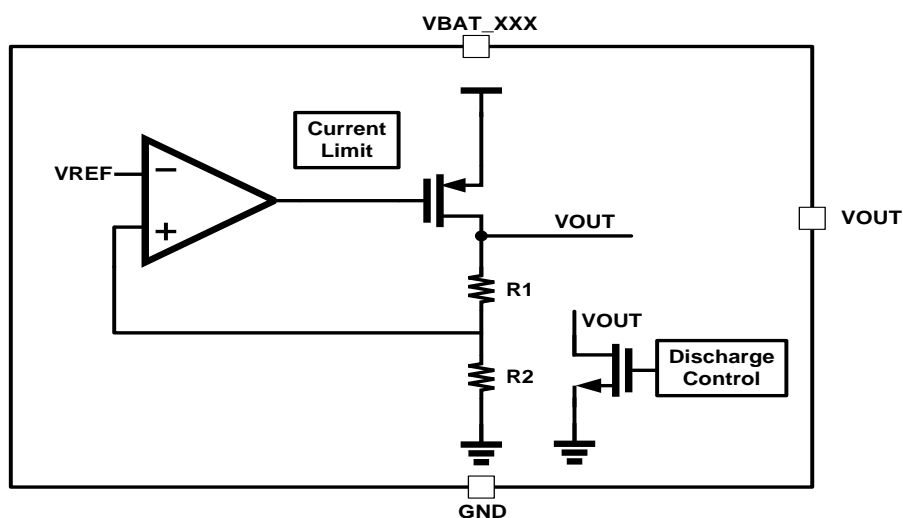 VBAT_XXX
Current
Limit
VREF
−
+
VOUT
VOUT
R1
VOUT
R2
Discharge
Control
GND